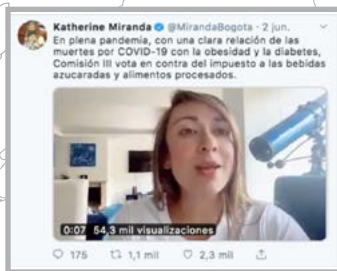 Katherine Miranda @MirandaBogota · 2 jun.
En plena pandemia, con una clara relación de las
muertes por COVID-19 con la obesidad y la diabetes,
Comisión III vota en contra del impuesto a las bebidas
azucaradas y alimentos procesados.
0:07 54,3 mil visualizaciones
175 1,1 mil 2,3 mil